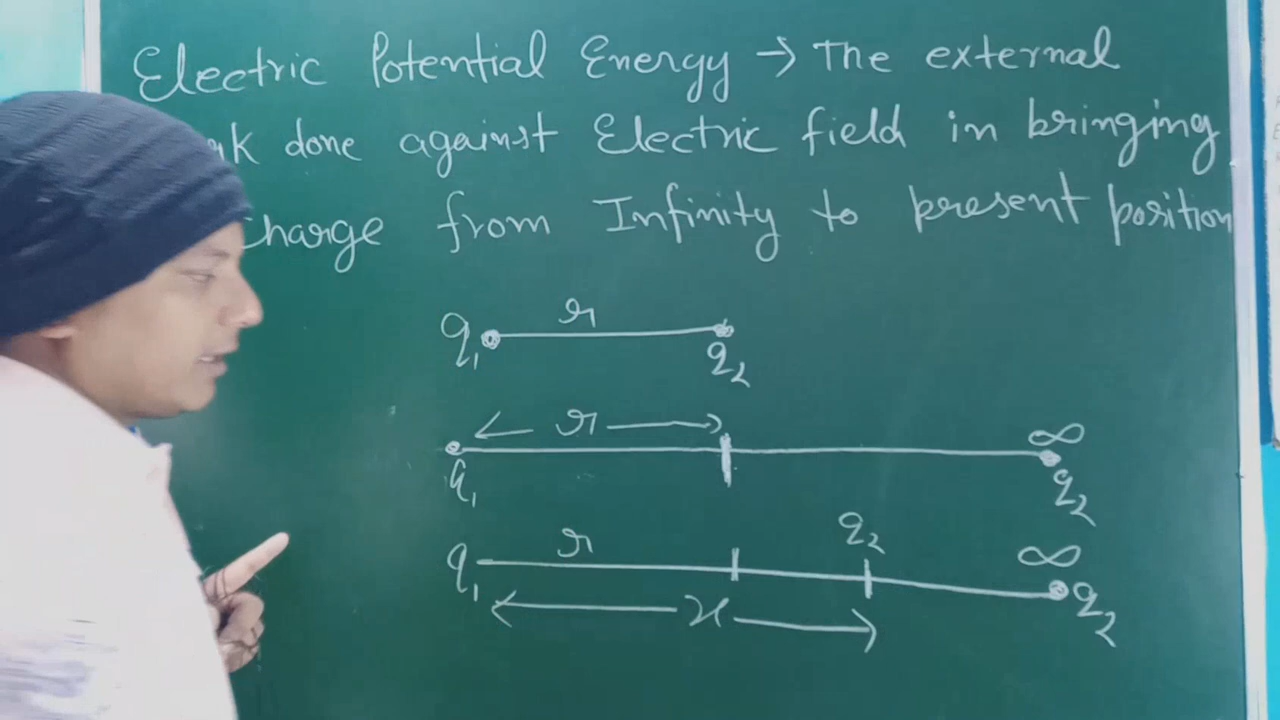 Electric Potential Energy → The external
done against Electric field in bringing
charge from Infinity to present position
r
q₁ q₂
← r → ∞
q₁ q₂
r q₂ ∞
q₁ q₂
← x →